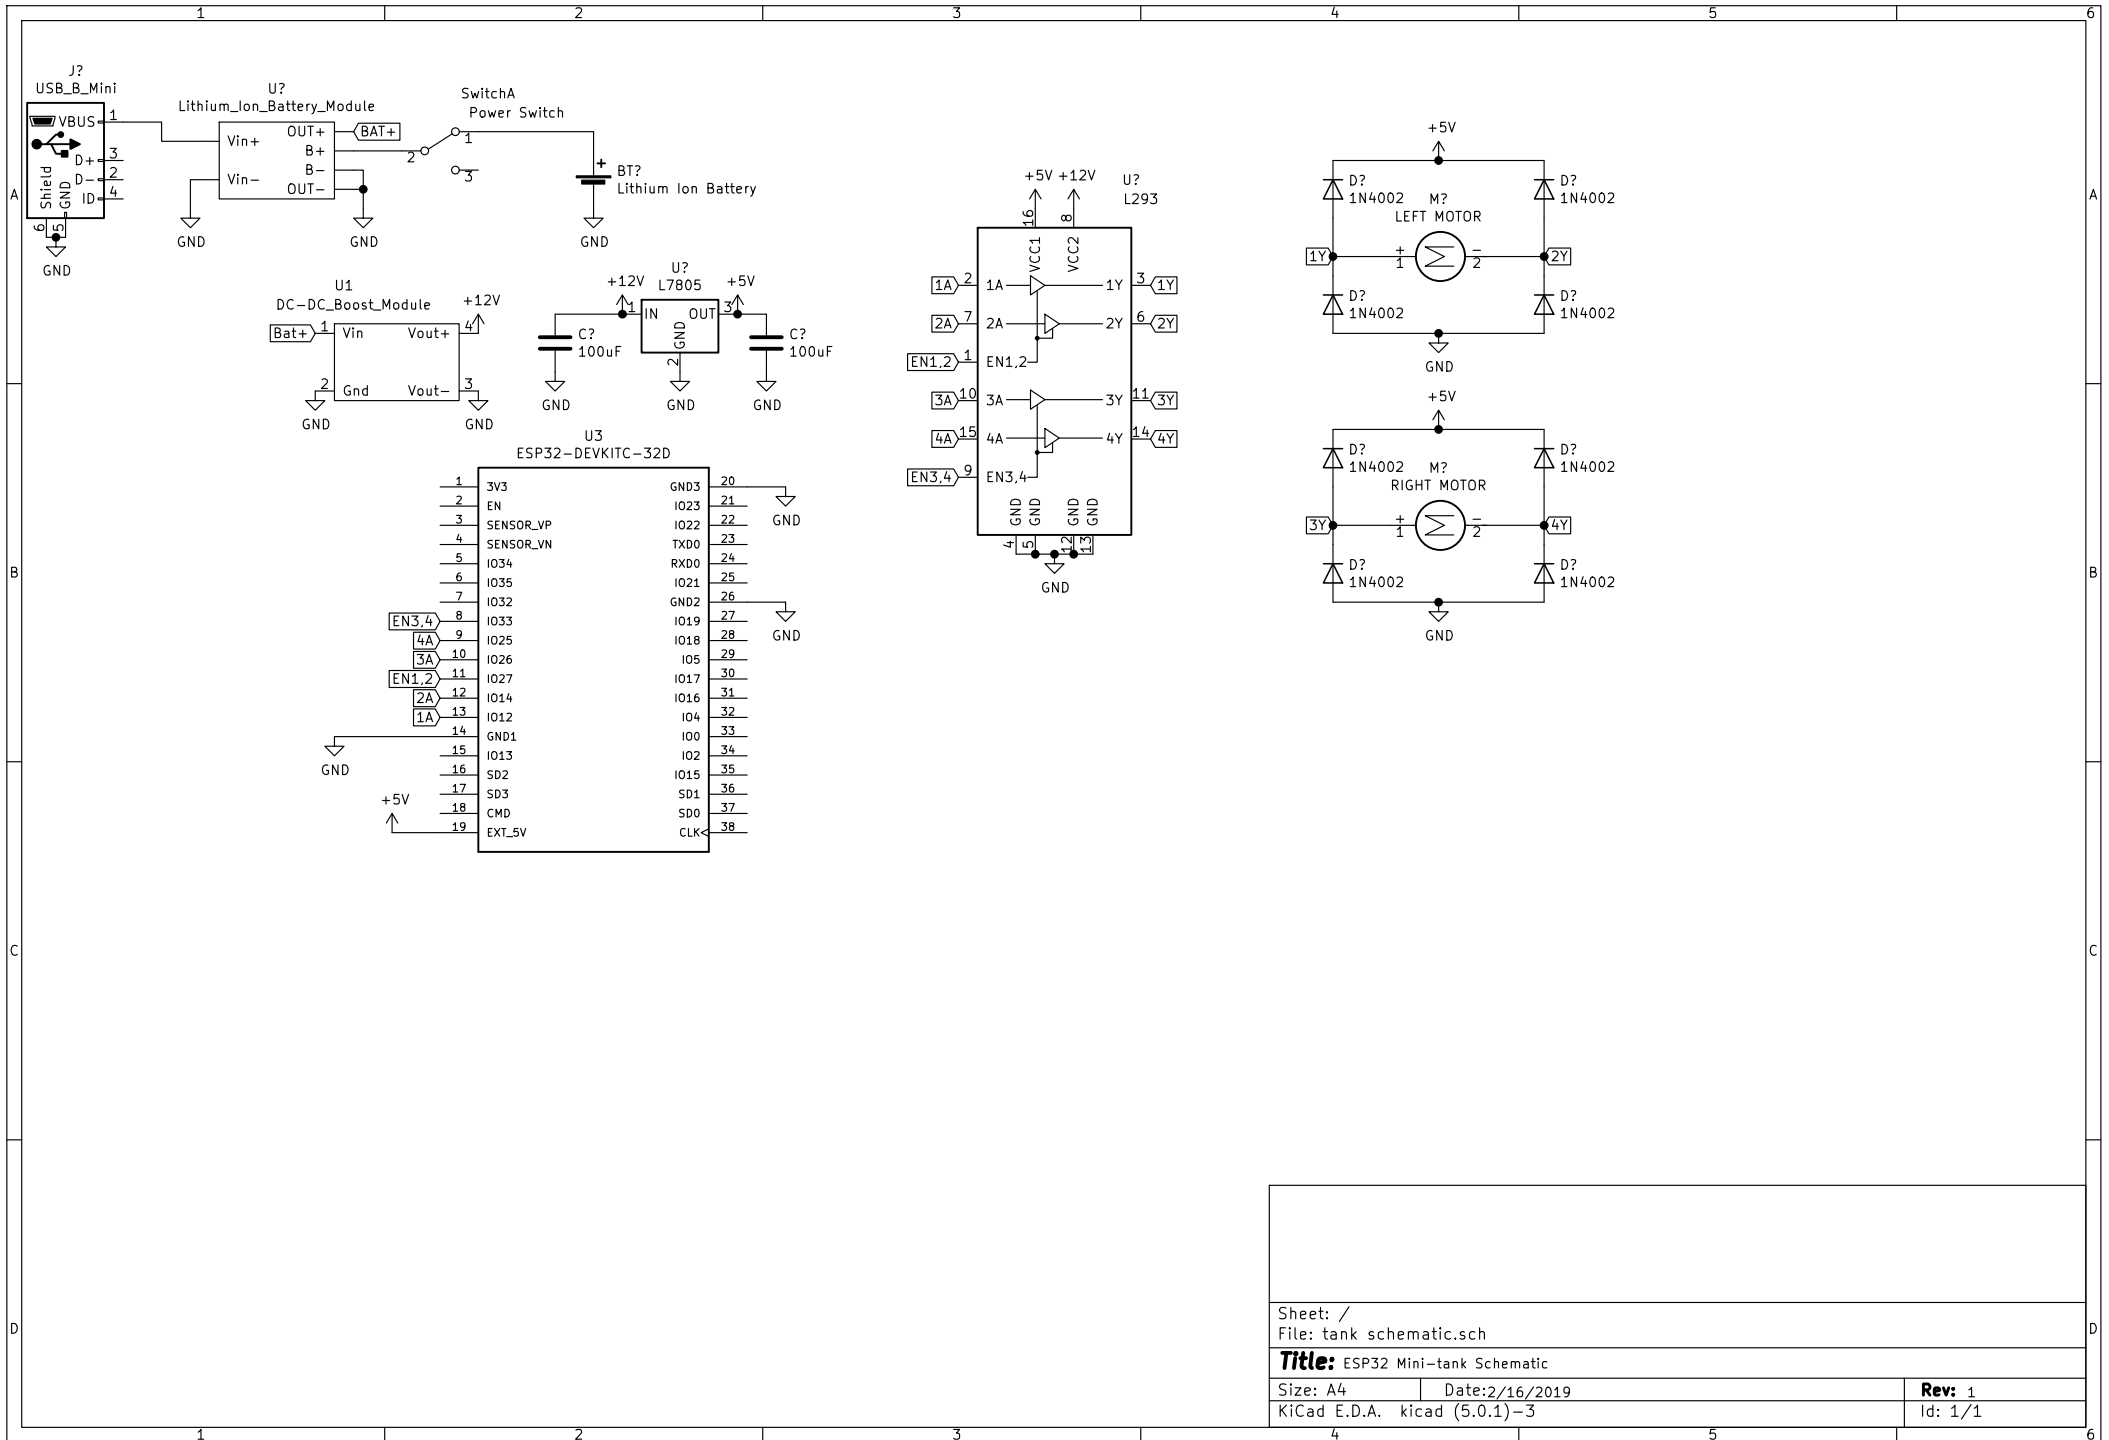 1 2 3 4 5 6
J?
USB_B_Mini
VBUS 1
D+ 3
D- 2
ID 4
Shield
GND
6 5
GND
U?
Lithium_Ion_Battery_Module
Vin+
Vin-
OUT+
B+
B-
OUT-
BAT+
GND
GND
SwitchA
Power Switch
1
2
3
BT?
Lithium Ion Battery
+
GND
A
A
U1
DC-DC_Boost_Module
+12V
Bat+ 1 Vin Vout+ 4
2 Gnd Vout- 3
GND
GND
U?
L7805
+12V
+5V
1 IN OUT 3
GND
2
C?
100uF
C?
100uF
GND
GND
GND
U3
ESP32-DEVKITC-32D
1 3V3
2 EN
3 SENSOR_VP
4 SENSOR_VN
5 IO34
6 IO35
7 IO32
EN3,4 8 IO33
4A 9 IO25
3A 10 IO26
EN1,2 11 IO27
2A 12 IO14
1A 13 IO12
14 GND1
15 IO13
16 SD2
17 SD3
18 CMD
19 EXT_5V
GND
+5V
GND3 20
IO23 21
IO22 22
TXD0 23
RXD0 24
IO21 25
GND2 26
IO19 27
IO18 28
IO5 29
IO17 30
IO16 31
IO4 32
IO0 33
IO2 34
IO15 35
SD1 36
SD0 37
CLK 38
GND
GND
U?
L293
+5V +12V
16 8
VCC1 VCC2
1A 2 1A 1Y 3 1Y
2A 7 2A 2Y 6 2Y
EN1,2 1 EN1,2
3A 10 3A 3Y 11 3Y
4A 15 4A 4Y 14 4Y
EN3,4 9 EN3,4
GND GND GND GND
4 5 12 13
GND
+5V
D?
1N4002
D?
1N4002
M?
LEFT MOTOR
1Y + 1 - 2 2Y
D?
1N4002
D?
1N4002
GND
+5V
D?
1N4002
D?
1N4002
M?
RIGHT MOTOR
3Y + 1 - 2 4Y
D?
1N4002
D?
1N4002
GND
B
B
C
C
D
D
Sheet: /
File: tank schematic.sch
Title: ESP32 Mini-tank Schematic
Size: A4 Date:2/16/2019 Rev: 1
KiCad E.D.A. kicad (5.0.1)-3 Id: 1/1
1 2 3 4 5 6